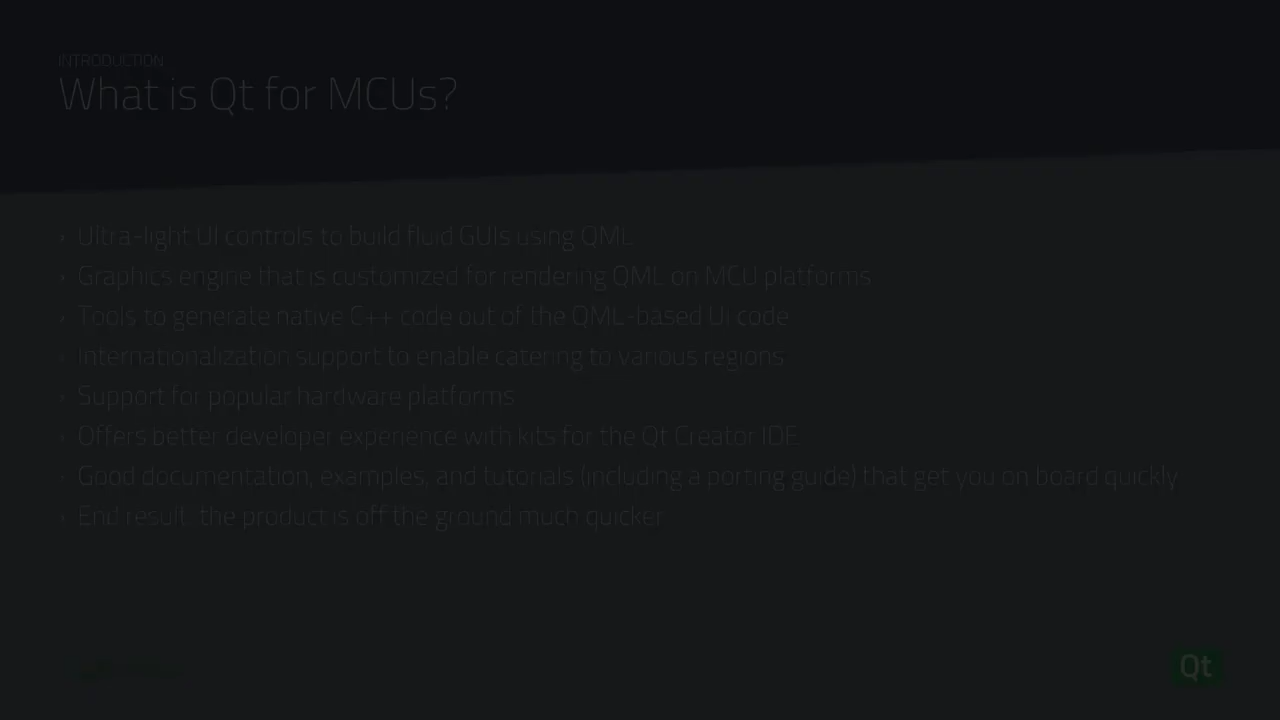 INTRODUCTION
What is Qt for MCUs?
Ultra-light UI controls to build fluid GUIs using QML
Graphics engine that is customized for rendering QML on MCU platforms
Tools to generate native C++ code out of the QML-based UI code
Internationalization support to enable catering to various regions
Support for popular hardware platforms
Offers better developer experience with kits for the Qt Creator IDE
Good documentation, examples, and tutorials (including a porting guide) that get you on board quickly
End result: the product is off the ground much quicker
Qt